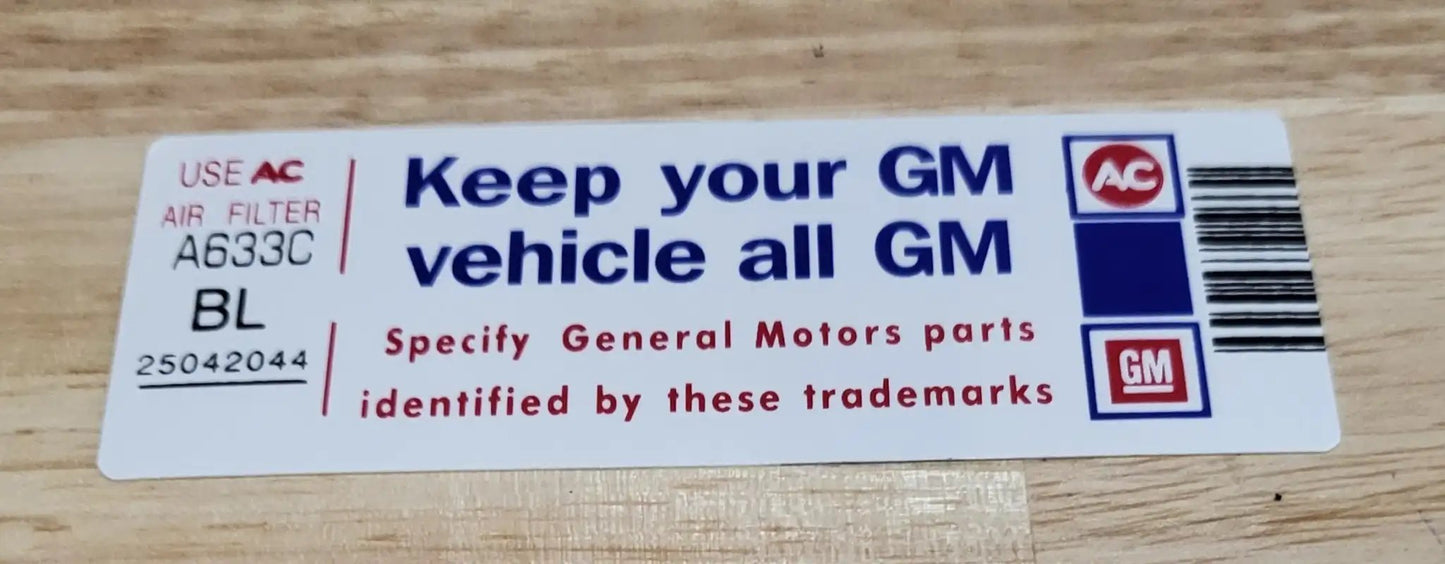 USE AC
AIR FILTER
A633C
BL
25042044
Keep your GM
vehicle all GM
Specify General Motors parts
identified by these trademarks
AC
GM